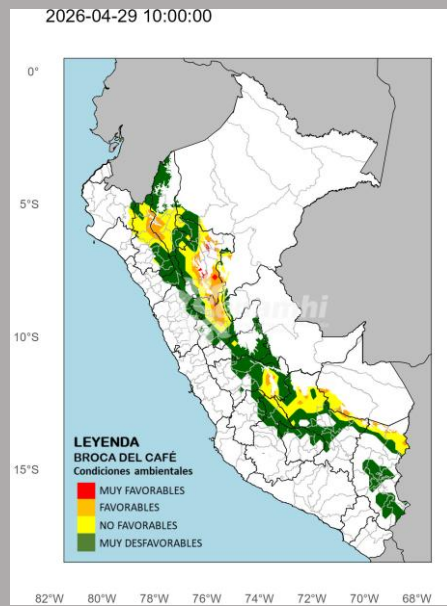 2026-04-29 10:00:00
0°
5°S
10°S
15°S
senamhi
LEYENDA
BROCA DEL CAFÉ
Condiciones ambientales
MUY FAVORABLES
FAVORABLES
NO FAVORABLES
MUY DESFAVORABLES
82°W 80°W 78°W 76°W 74°W 72°W 70°W 68°W